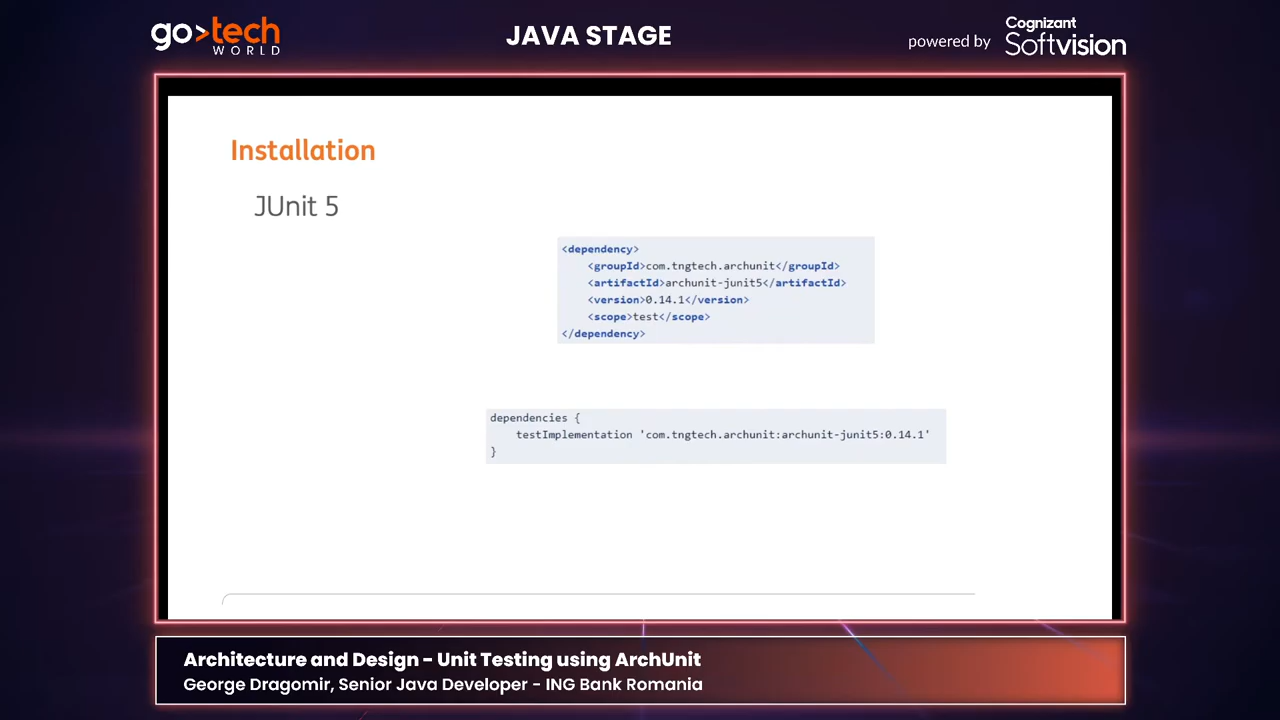 go>tech
WORLD
JAVA STAGE
powered by
Cognizant
Softvision
Installation
JUnit 5
<dependency>
    <groupId>com.tngtech.archunit</groupId>
    <artifactId>archunit-junit5</artifactId>
    <version>0.14.1</version>
    <scope>test</scope>
</dependency>
dependencies {
    testImplementation 'com.tngtech.archunit:archunit-junit5:0.14.1'
}
Architecture and Design - Unit Testing using ArchUnit
George Dragomir, Senior Java Developer - ING Bank Romania